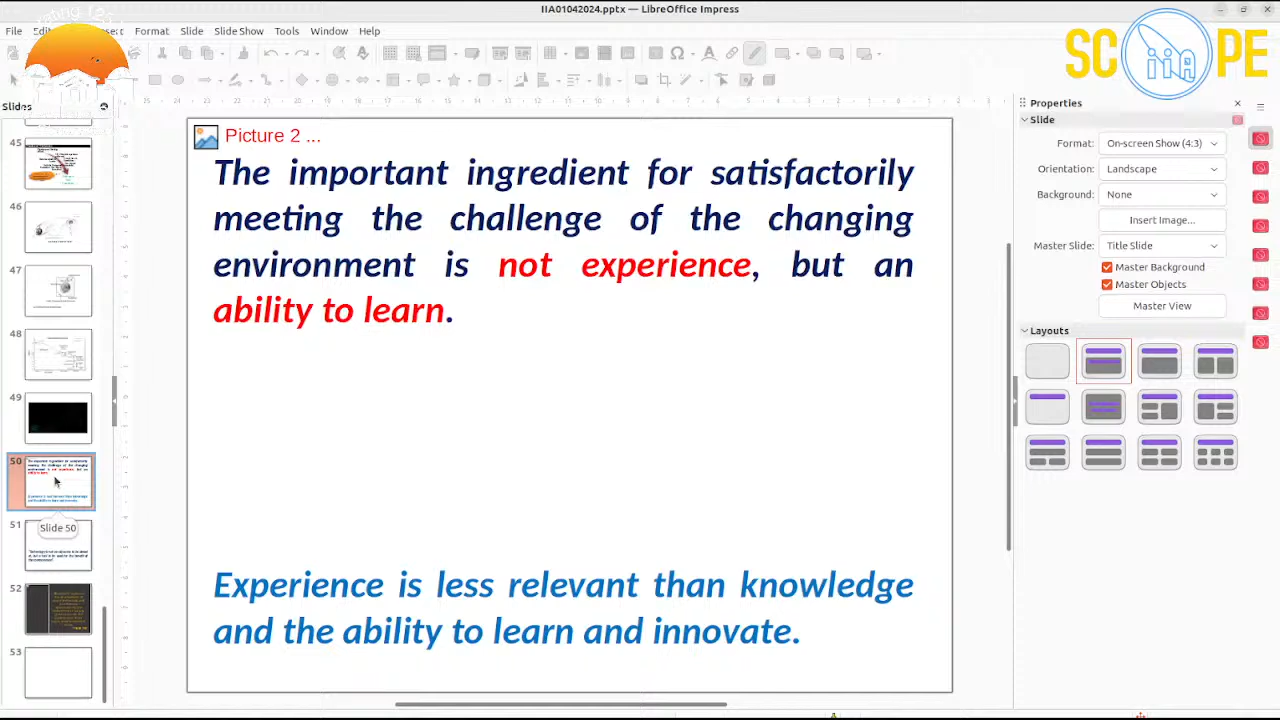 IIA01042024.pptx — LibreOffice Impress
File
Format
Slide
Slide Show
Tools
Window
Help
SC IIA PE
Slides
45
46
47
48
49
50
Slide 50
51
52
53
Picture 2 ...
The important ingredient for satisfactorily
meeting the challenge of the changing
environment is not experience, but an
ability to learn.
Experience is less relevant than knowledge
and the ability to learn and innovate.
Properties
Slide
Format: On-screen Show (4:3)
Orientation: Landscape
Background: None
Insert Image...
Master Slide: Title Slide
Master Background
Master Objects
Master View
Layouts